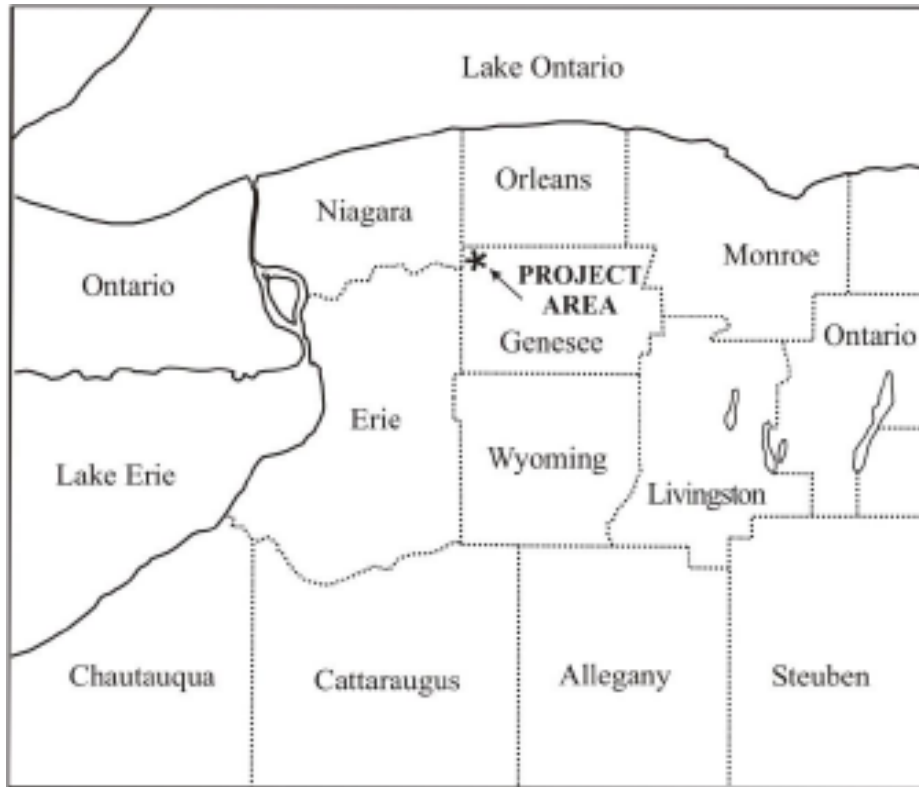 Lake Ontario
Orleans
Niagara
Monroe
Ontario
PROJECT
AREA
Genesee
Ontario
Erie
Wyoming
Lake Erie
Livingston
Chautauqua
Cattaraugus
Allegany
Steuben